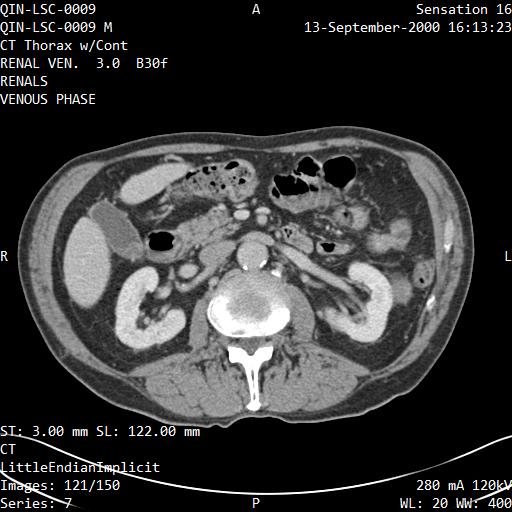 QIN-LSC-0009
A
Sensation 16
QIN-LSC-0009 M
13-September-2000 16:13:23
CT Thorax w/Cont
RENAL VEN. 3.0 B30f
RENALS
VENOUS PHASE
R
L
ST: 3.00 mm SL: 122.00 mm
CT
LittleEndianImplicit
Images: 121/150
280 mA 120kV
Series: 7
P
WL: 20 WW: 400